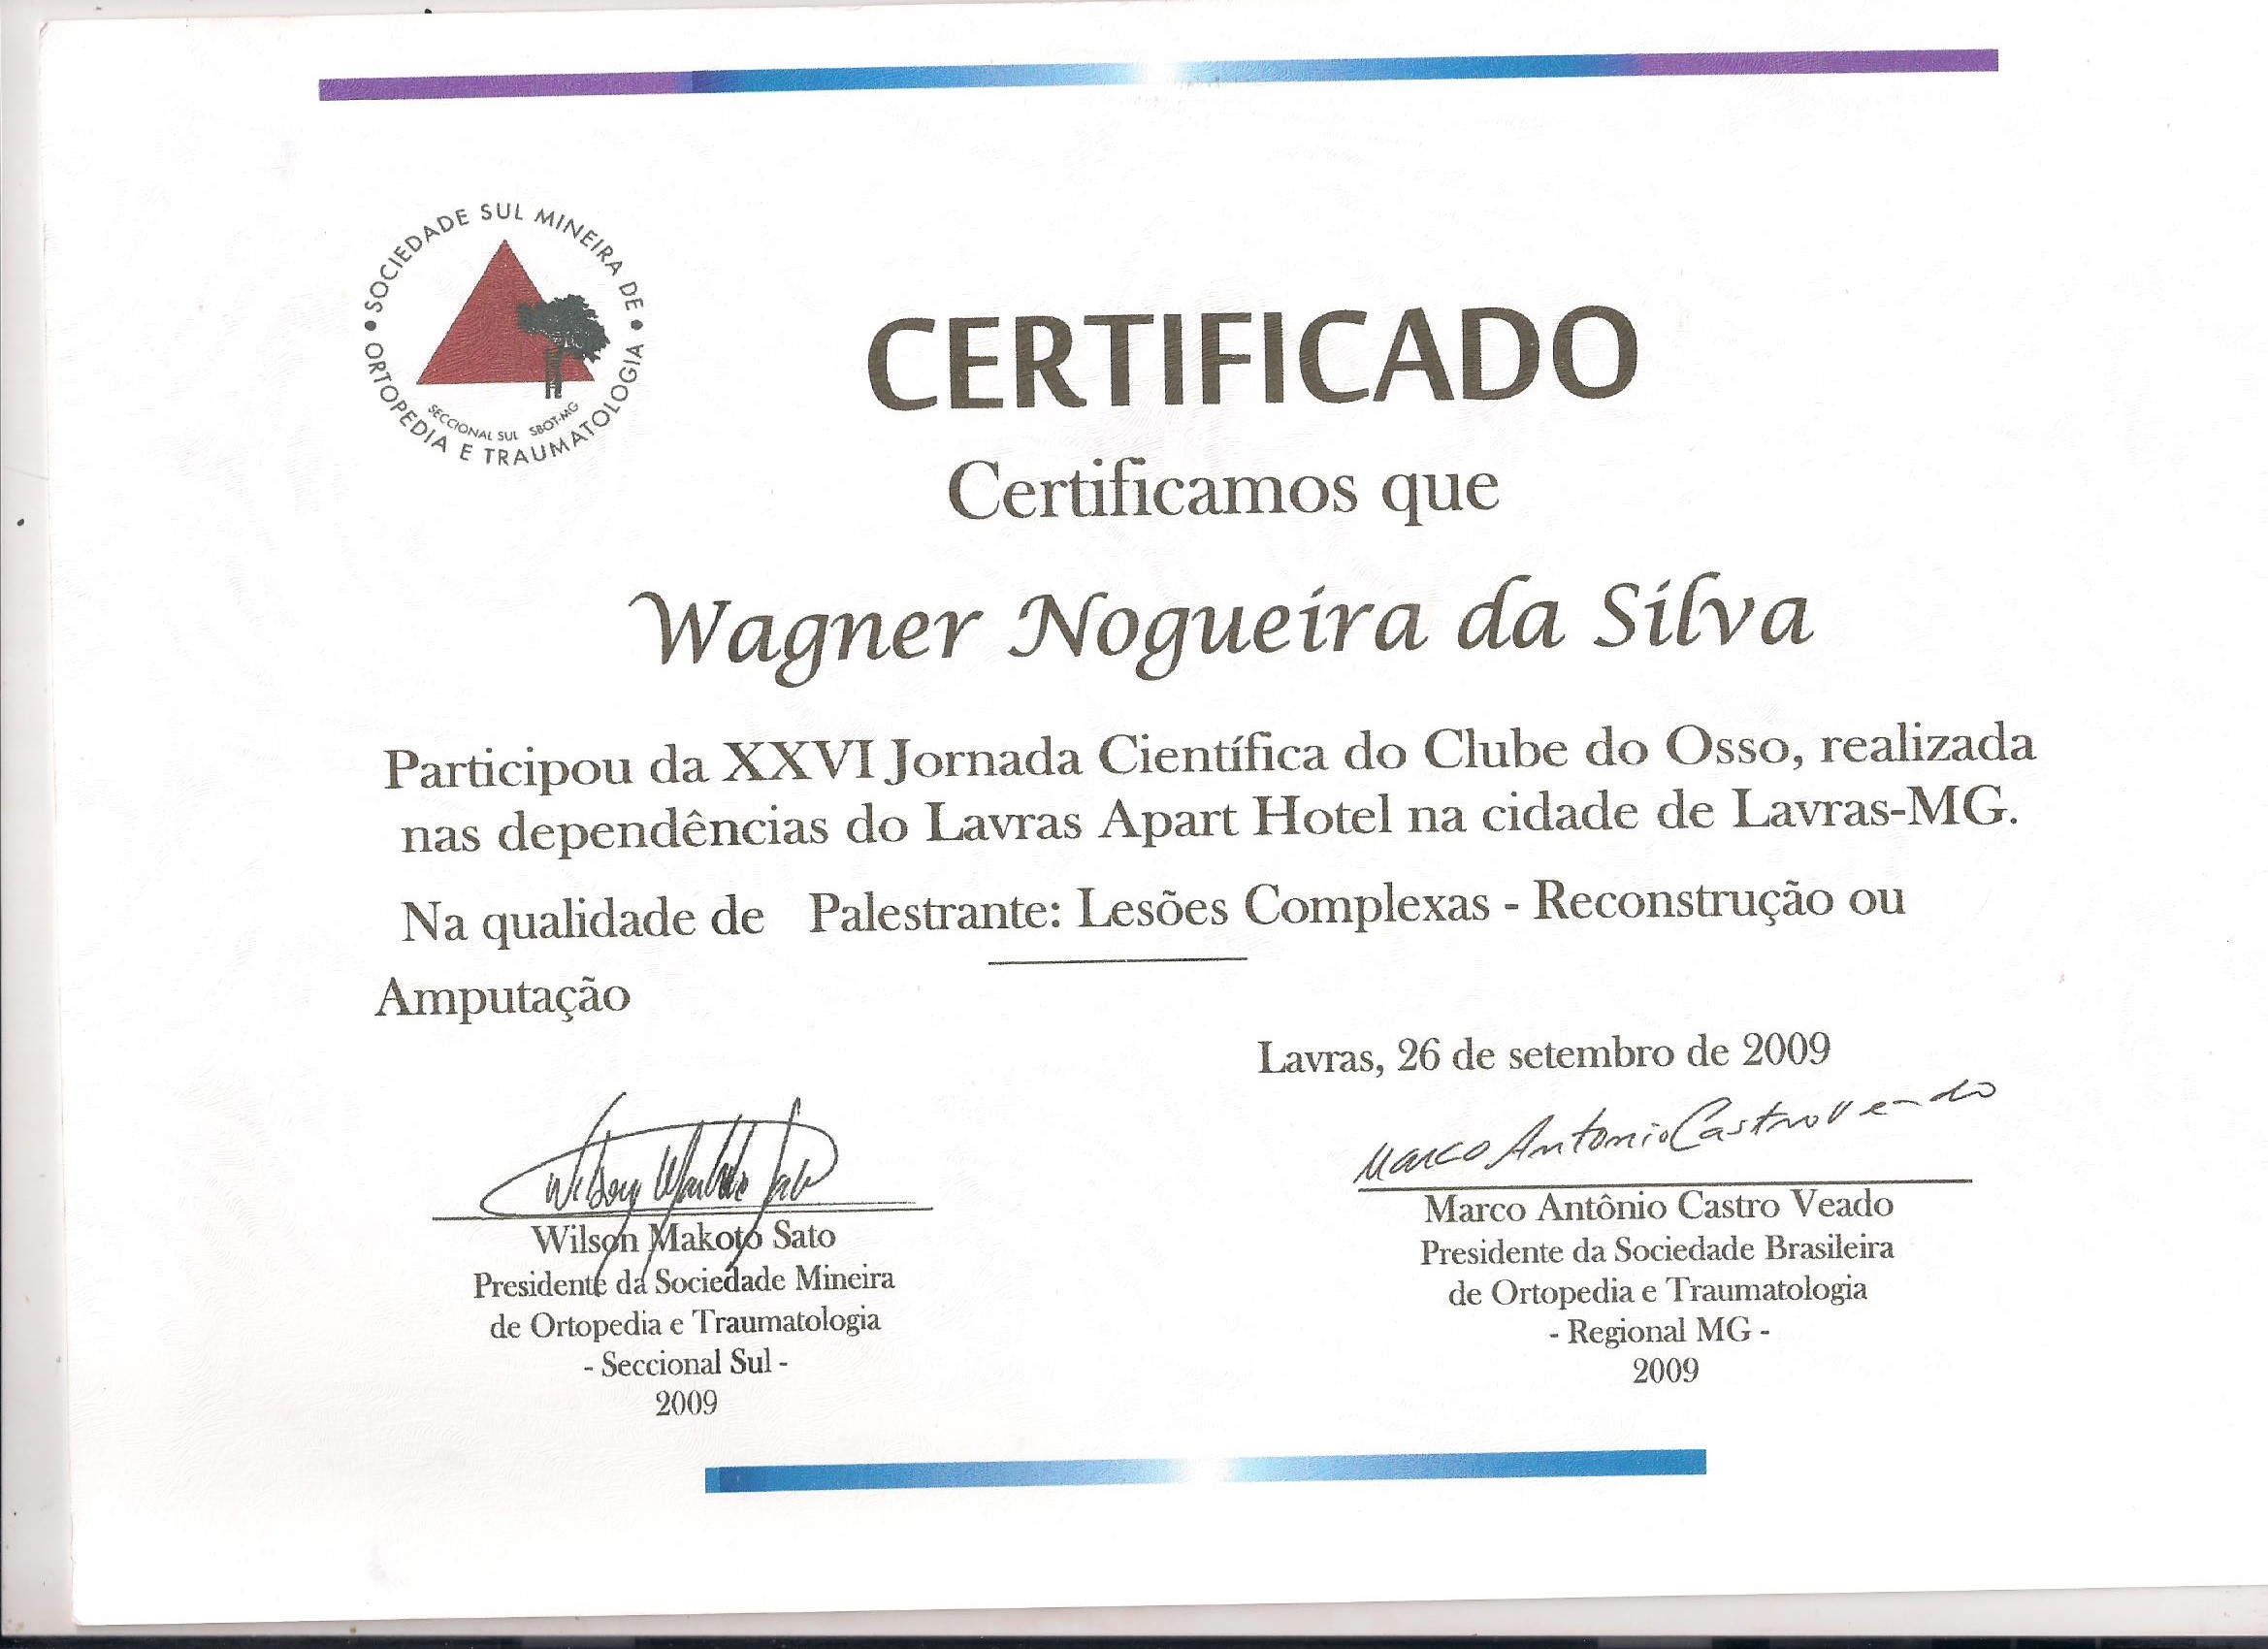 SOCIEDADE SUL MINEIRA DE
ORTOPEDIA E TRAUMATOLOGIA
SECCIONAL SUL SBOT-MG
CERTIFICADO
Certificamos que
Wagner Nogueira da Silva
Participou da XXVI Jornada Científica do Clube do Osso, realizada
nas dependências do Lavras Apart Hotel na cidade de Lavras-MG.
Na qualidade de Palestrante: Lesões Complexas - Reconstrução ou
Amputação
Lavras, 26 de setembro de 2009
Wilson Makoto Sato
Marco Antonio Castro Veado
Wilson Makoto Sato
Presidente da Sociedade Mineira
de Ortopedia e Traumatologia
- Seccional Sul -
2009
Marco Antônio Castro Veado
Presidente da Sociedade Brasileira
de Ortopedia e Traumatologia
- Regional MG -
2009